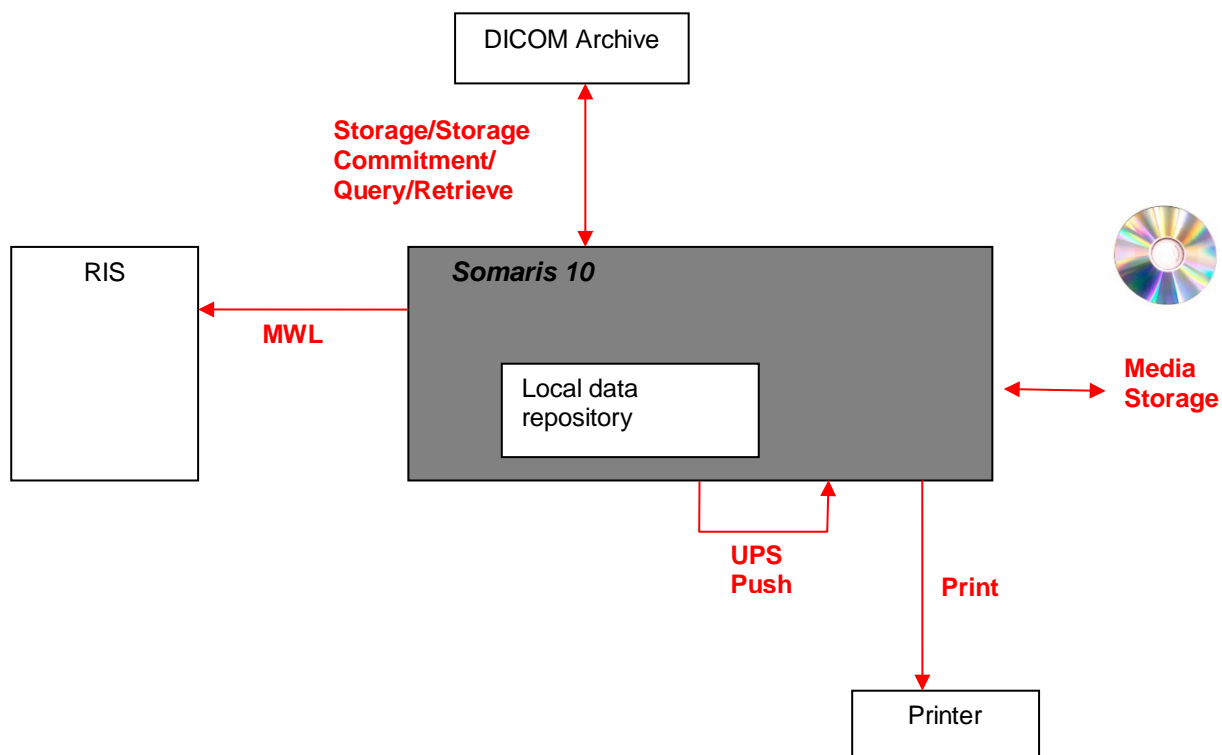 DICOM Archive
Storage/Storage
Commitment/
Query/Retrieve
RIS
Somaris 10
MWL
Local data
repository
Media
Storage
UPS
Push
Print
Printer